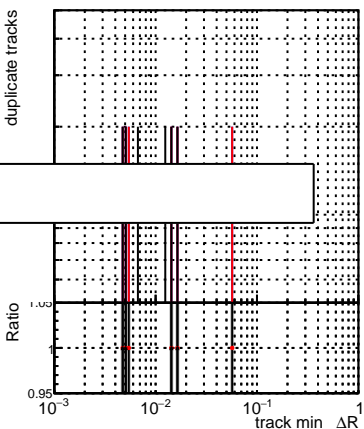 duplicate tracks
1.05
Ratio
1
0.95
10⁻³ 10⁻² 10⁻¹ 1
track min ΔR